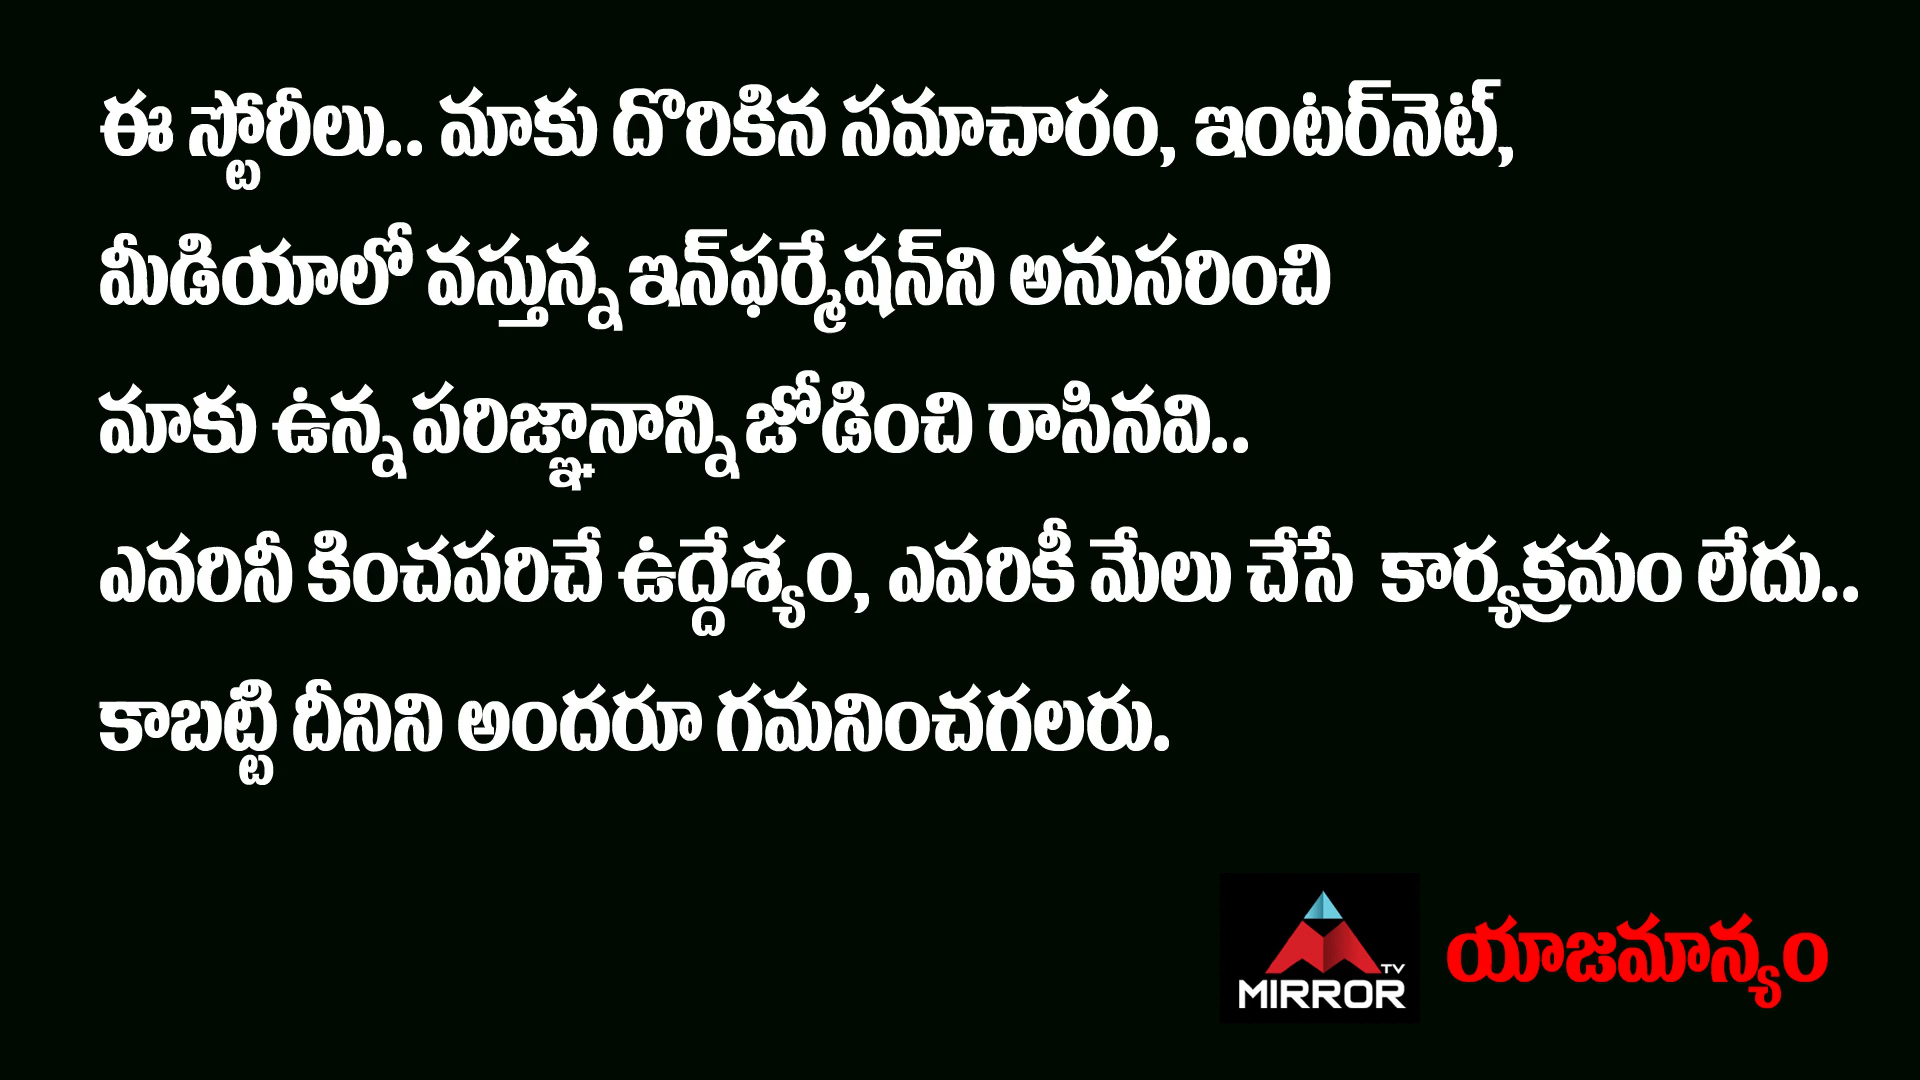 ఈ స్టోరీలు.. మాకు దొరికిన సమాచారం, ఇంటర్‌నెట్,
మీడియాలో వస్తున్న ఇన్‌ఫర్మేషన్‌ని అనుసరించి
మాకు ఉన్న పరిజ్ఞానాన్ని జోడించి రాసినవి..
ఎవరినీ కించపరిచే ఉద్దేశ్యం, ఎవరికీ మేలు చేసే కార్యక్రమం లేదు..
కాబట్టి దీనిని అందరూ గమనించగలరు.
TV
MIRROR
యాజమాన్యం